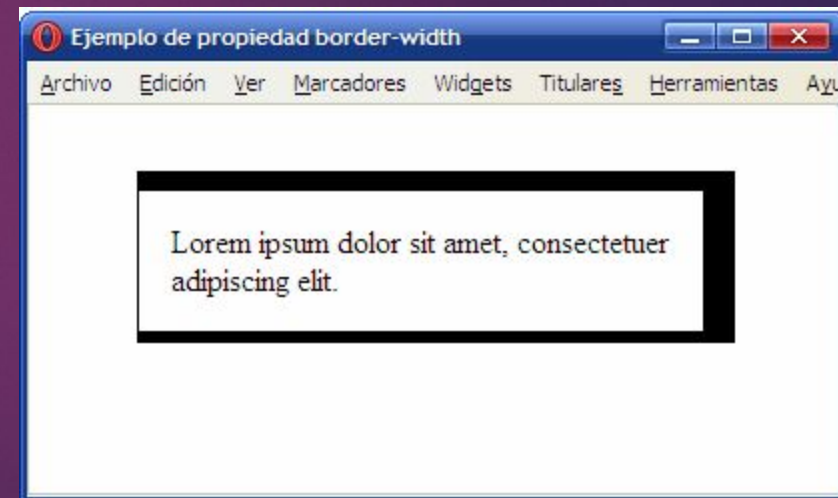 Ejemplo de propiedad border-width
Archivo Edición Ver Marcadores Widgets Titulares Herramientas
Lorem ipsum dolor sit amet, consectetuer
adipiscing elit.